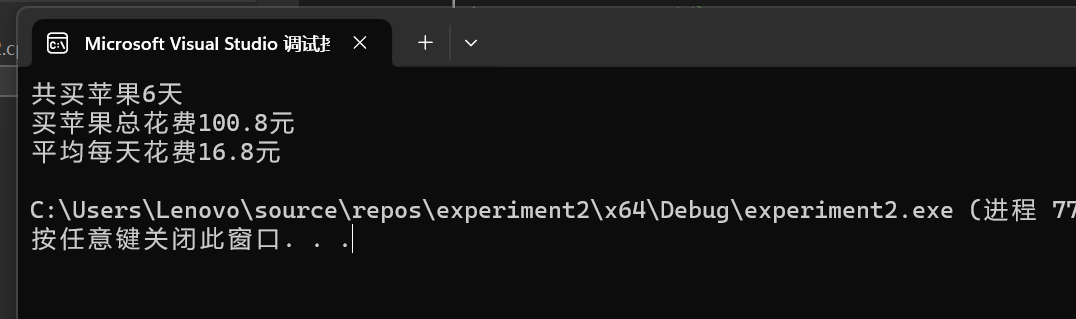 .cp
Microsoft Visual Studio 调试
共买苹果6天
买苹果总花费100.8元
平均每天花费16.8元
C:\Users\Lenovo\source\repos\experiment2\x64\Debug\experiment2.exe (进程 77
按任意键关闭此窗口. . .